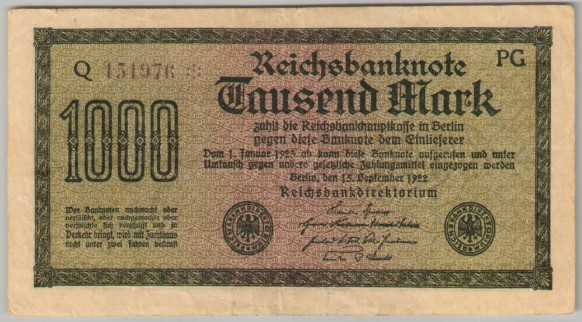 Q 151976 *
PG
Reichsbanknote
Tausend Mark
1000
zahlt die Reichsbankhauptkasse in Berlin
gegen diese Banknote dem Einlieferer
Vom 1. Januar 1923 ab kann diese Banknote aufgerufen und unter
Umtausch gegen andere gesetzliche Zahlungsmittel eingezogen werden
Berlin, den 15. September 1922
Reichsbankdirektorium
Wer Banknoten nachmacht oder
verfälscht, oder nachgemachte oder
verfälschte sich verschafft und in
Verkehr bringt, wird mit Zuchthaus
nicht unter zwei Jahren bestraft